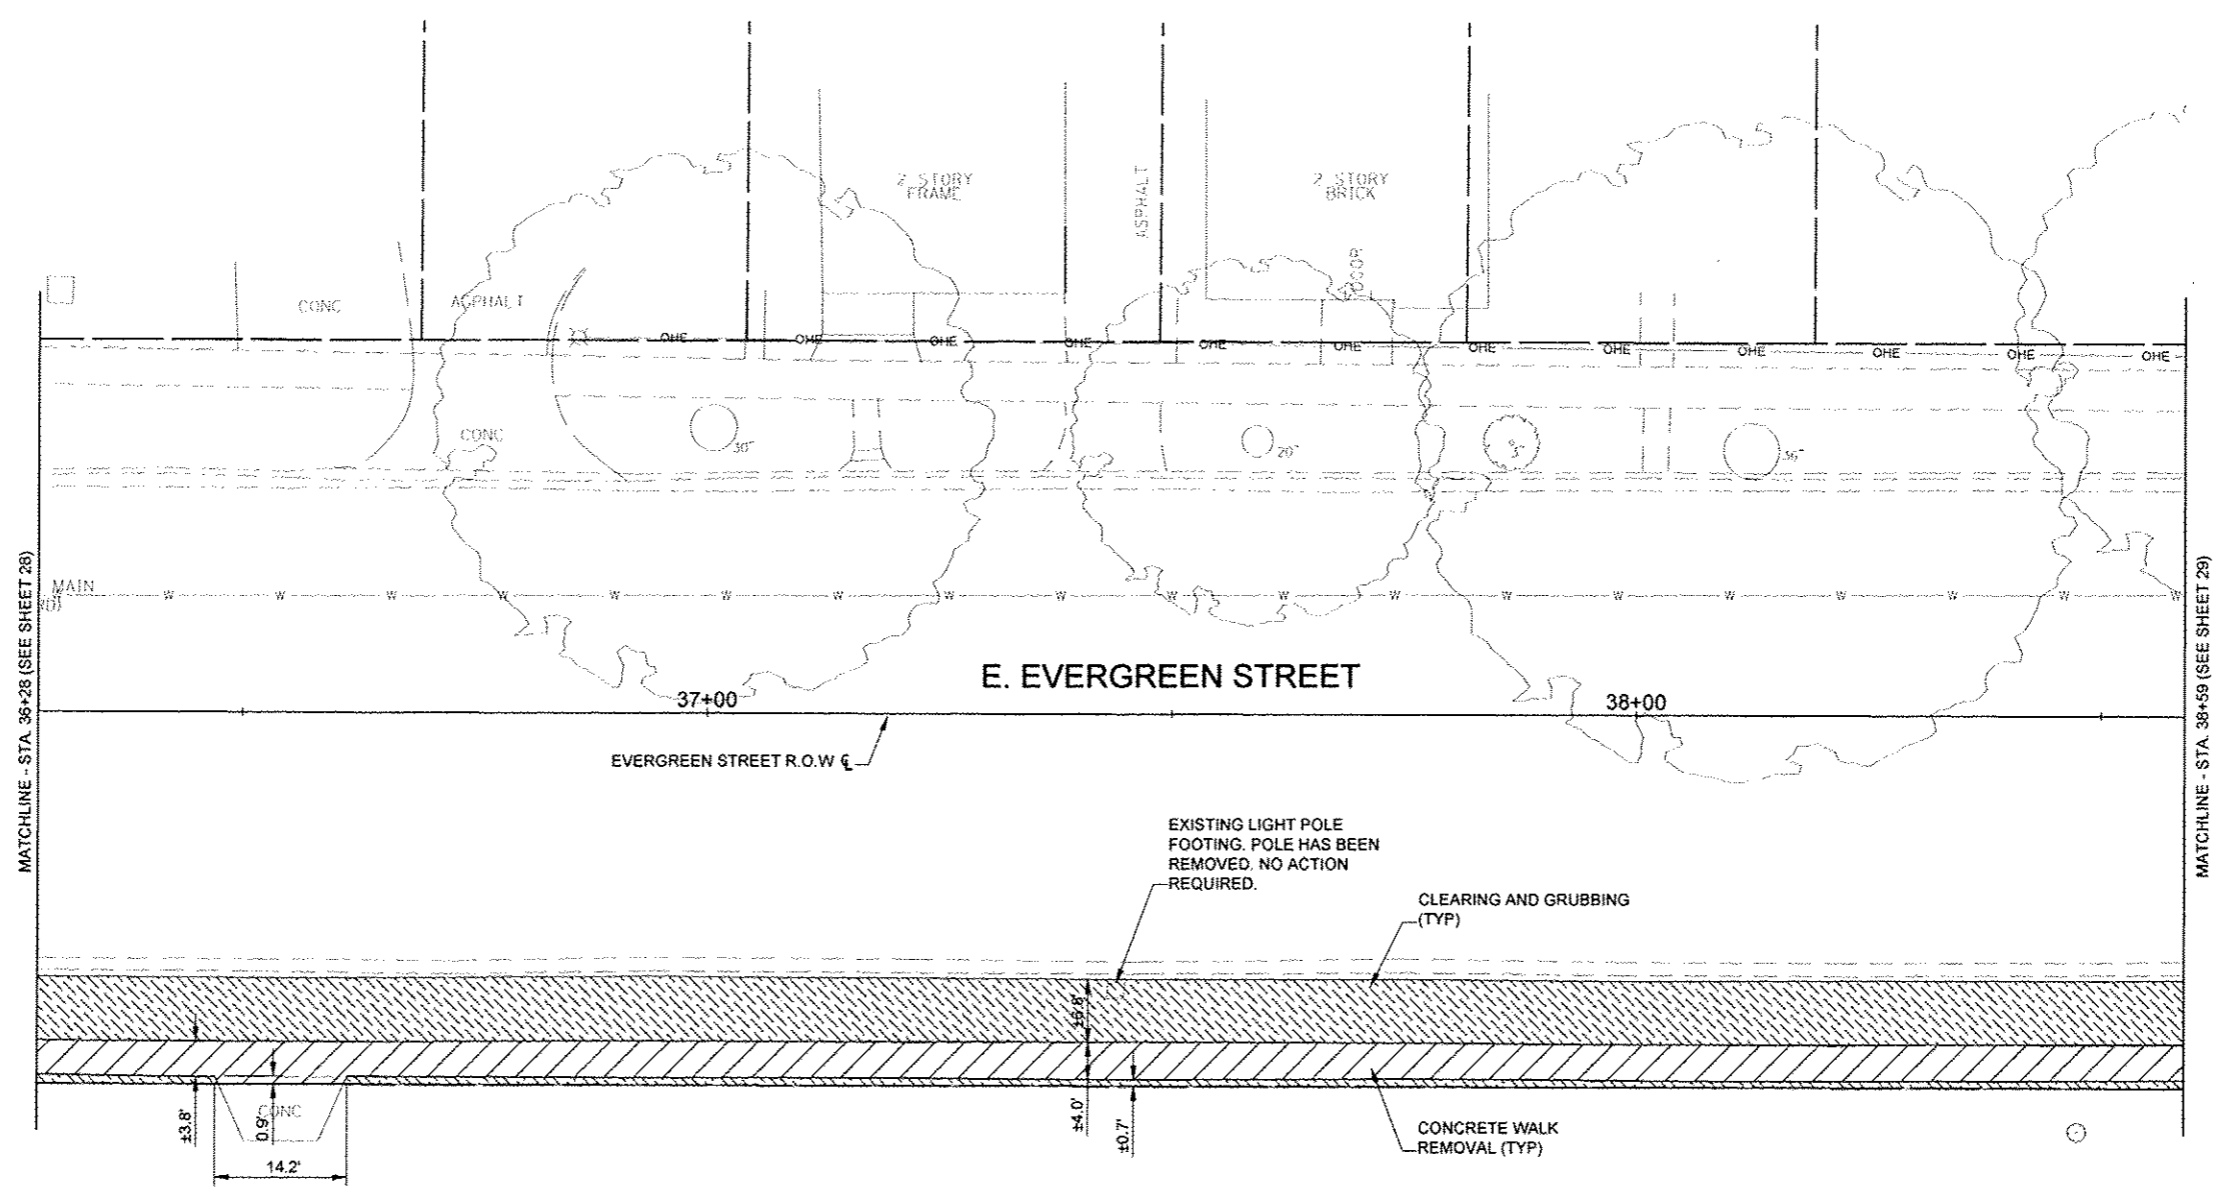 2 STORY
FRAME
ASPHALT
2 STORY
BRICK
CONC
ASPHALT
OHE OHE OHE OHE OHE OHE OHE OHE OHE OHE OHE OHE
CONC
30"
20"
3"
36"
MATCHLINE - STA. 36+28 (SEE SHEET 28)
MAIN
W W W W W W W W W W W W W W W W W W W
MATCHLINE - STA. 38+59 (SEE SHEET 29)
E. EVERGREEN STREET
37+00
38+00
EVERGREEN STREET R.O.W ℄
EXISTING LIGHT POLE
FOOTING. POLE HAS BEEN
REMOVED. NO ACTION
REQUIRED.
CLEARING AND GRUBBING
(TYP)
±6.8'
±3.8'
0.9'
CONC
14.2'
±4.0'
±0.7'
CONCRETE WALK
REMOVAL (TYP)